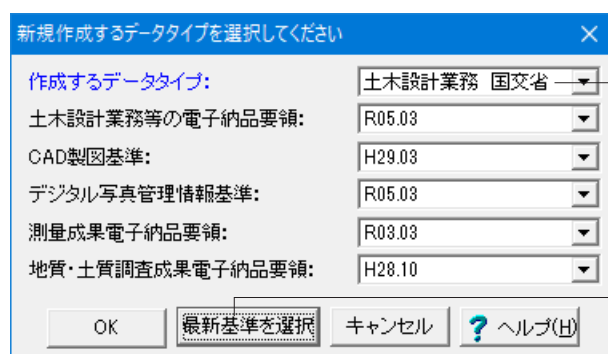 新規作成するデータタイプを選択してください
作成するデータタイプ: 土木設計業務 国交省
土木設計業務等の電子納品要領: R05.03
CAD製図基準: H29.03
デジタル写真管理情報基準: R05.03
測量成果電子納品要領: R03.03
地質・土質調査成果電子納品要領: H28.10
OK 最新基準を選択 キャンセル ? ヘルプ(H)